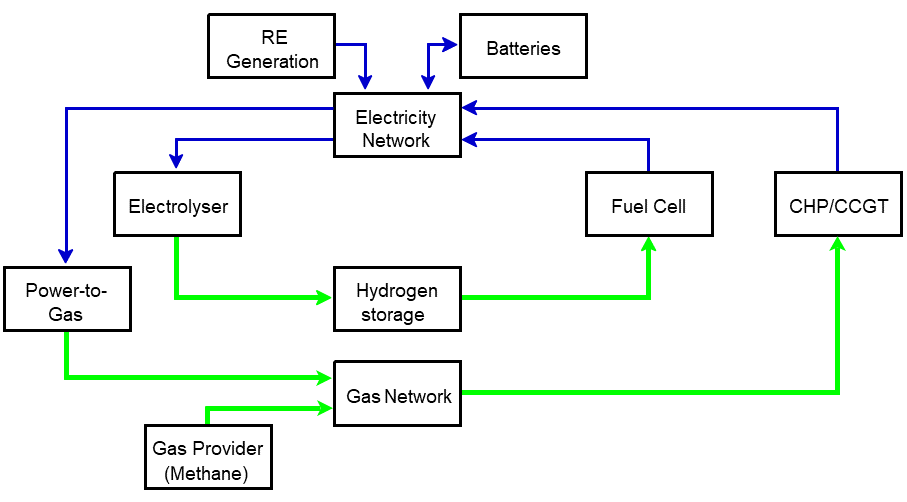 RE
Generation
Batteries
Electricity
Network
Electrolyser
Fuel Cell
CHP/CCGT
Power-to-
Gas
Hydrogen
storage
Gas Network
Gas Provider
(Methane)